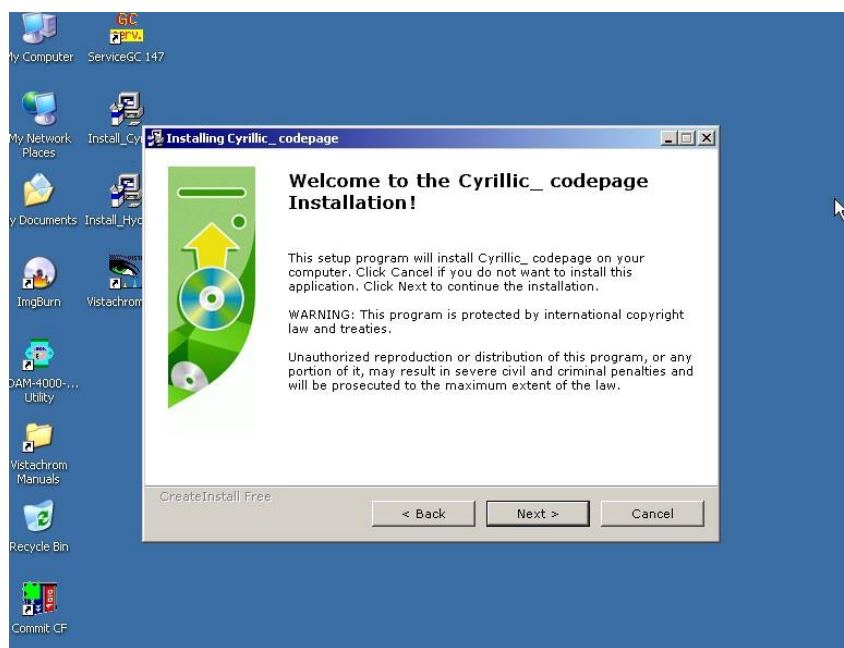 GC
serv.
My Computer
ServiceGC 147
My Network
Places
Install_Cy
My Documents
Install_Hyd
ImgBurn
Vistachrom
DAM-4000-...
Utility
Vistachrom
Manuals
Recycle Bin
Commit CF
Installing Cyrillic_ codepage
Welcome to the Cyrillic_ codepage
Installation!
This setup program will install Cyrillic_ codepage on your
computer. Click Cancel if you do not want to install this
application. Click Next to continue the installation.
WARNING: This program is protected by international copyright
law and treaties.
Unauthorized reproduction or distribution of this program, or any
portion of it, may result in severe civil and criminal penalties and
will be prosecuted to the maximum extent of the law.
CreateInstall Free
< Back
Next >
Cancel